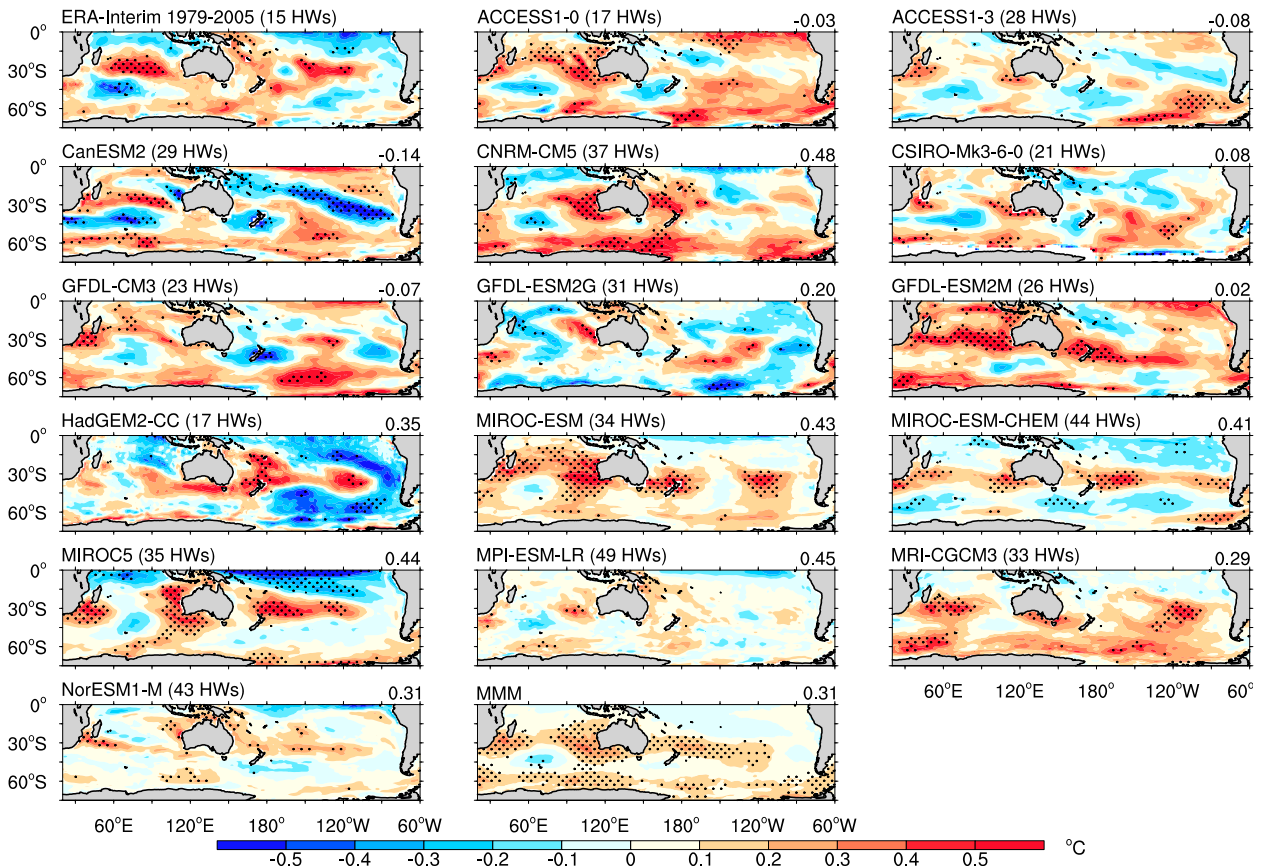 ERA-Interim 1979-2005 (15 HWs)
ACCESS1-0 (17 HWs) -0.03
ACCESS1-3 (28 HWs) -0.08
0°
30°S
60°S
CanESM2 (29 HWs) -0.14
CNRM-CM5 (37 HWs) 0.48
CSIRO-Mk3-6-0 (21 HWs) 0.08
0°
30°S
60°S
GFDL-CM3 (23 HWs) -0.07
GFDL-ESM2G (31 HWs) 0.20
GFDL-ESM2M (26 HWs) 0.02
0°
30°S
60°S
HadGEM2-CC (17 HWs) 0.35
MIROC-ESM (34 HWs) 0.43
MIROC-ESM-CHEM (44 HWs) 0.41
0°
30°S
60°S
MIROC5 (35 HWs) 0.44
MPI-ESM-LR (49 HWs) 0.45
MRI-CGCM3 (33 HWs) 0.29
0°
30°S
60°S
60°E 120°E 180° 120°W 60°
NorESM1-M (43 HWs) 0.31
MMM 0.31
0°
30°S
60°S
60°E 120°E 180° 120°W 60°W
60°E 120°E 180° 120°W 60°W
-0.5 -0.4 -0.3 -0.2 -0.1 0 0.1 0.2 0.3 0.4 0.5 °C